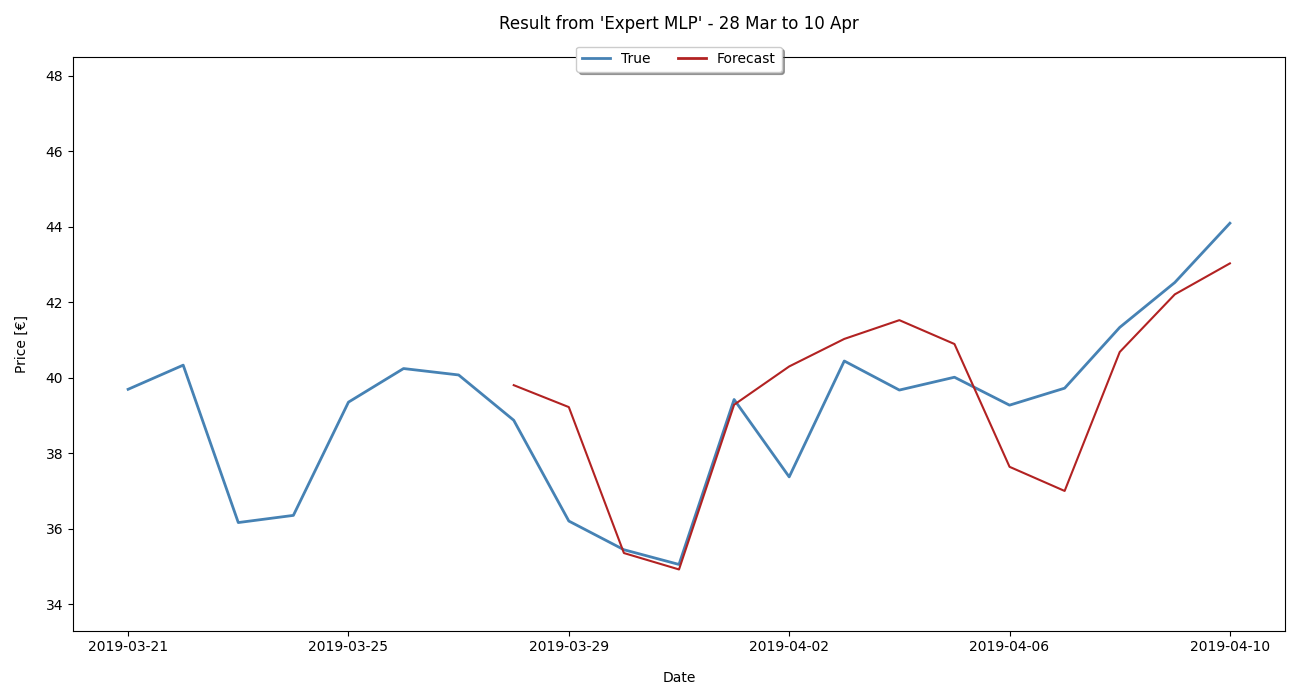 Result from 'Expert MLP' - 28 Mar to 10 Apr
True Forecast
48
46
44
42
40
38
36
34
Price [€]
2019-03-21 2019-03-25 2019-03-29 2019-04-02 2019-04-06 2019-04-10
Date